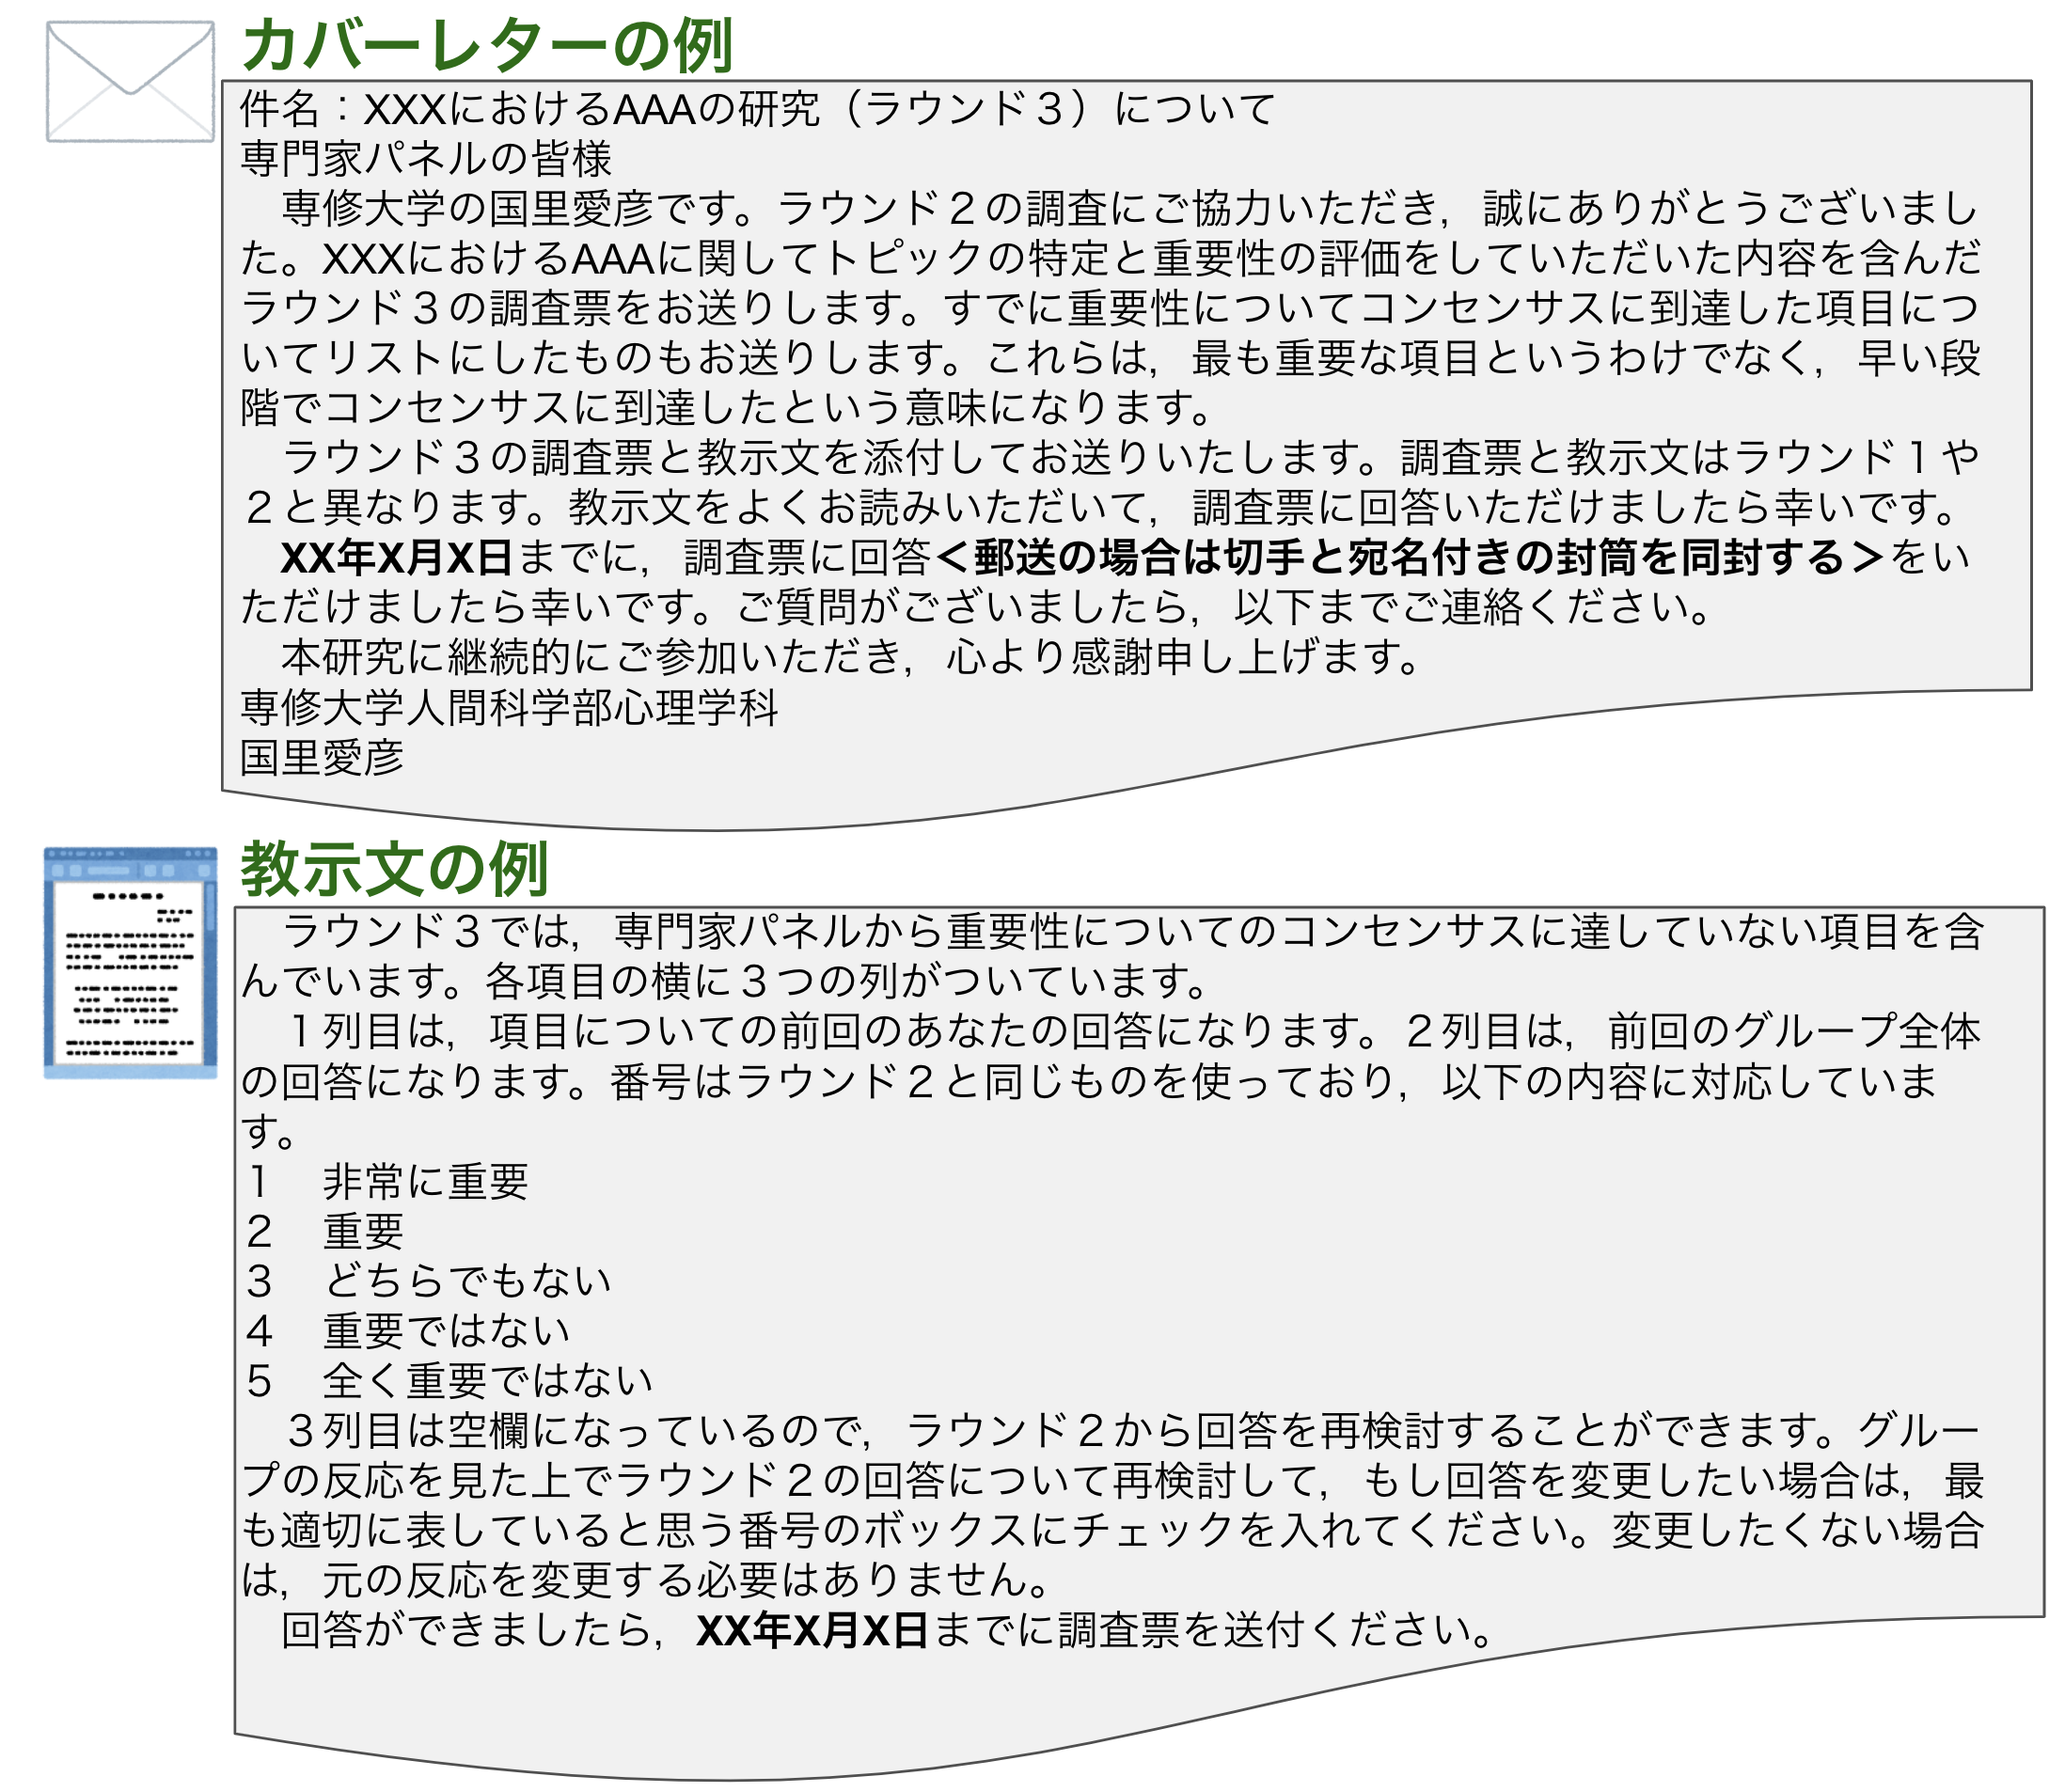 カバーレターの例
件名：XXXにおけるAAAの研究（ラウンド３）について
専門家パネルの皆様
　専修大学の国里愛彦です。ラウンド２の調査にご協力いただき，誠にありがとうございまし
た。XXXにおけるAAAに関してトピックの特定と重要性の評価をしていただいた内容を含んだ
ラウンド３の調査票をお送りします。すでに重要性についてコンセンサスに到達した項目につ
いてリストにしたものもお送りします。これらは，最も重要な項目というわけでなく，早い段
階でコンセンサスに到達したという意味になります。
　ラウンド３の調査票と教示文を添付してお送りいたします。調査票と教示文はラウンド１や
２と異なります。教示文をよくお読みいただいて，調査票に回答いただけましたら幸いです。
　XX年X月X日までに，調査票に回答＜郵送の場合は切手と宛名付きの封筒を同封する＞をい
ただけましたら幸いです。ご質問がございましたら，以下までご連絡ください。
　本研究に継続的にご参加いただき，心より感謝申し上げます。
専修大学人間科学部心理学科
国里愛彦
教示文の例
　ラウンド３では，専門家パネルから重要性についてのコンセンサスに達していない項目を含
んでいます。各項目の横に３つの列がついています。
　１列目は，項目についての前回のあなたの回答になります。２列目は，前回のグループ全体
の回答になります。番号はラウンド２と同じものを使っており，以下の内容に対応していま
す。
１　非常に重要
２　重要
３　どちらでもない
４　重要ではない
５　全く重要ではない
　３列目は空欄になっているので，ラウンド２から回答を再検討することができます。グルー
プの反応を見た上でラウンド２の回答について再検討して，もし回答を変更したい場合は，最
も適切に表していると思う番号のボックスにチェックを入れてください。変更したくない場合
は，元の反応を変更する必要はありません。
　回答ができましたら，XX年X月X日までに調査票を送付ください。